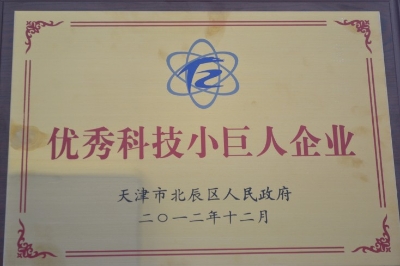 优秀科技小巨人企业
天津市北辰区人民政府
二〇一二年十二月